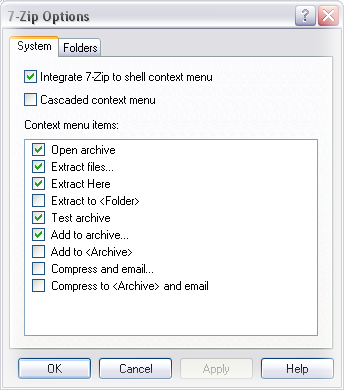 7-Zip Options
System Folders
Integrate 7-Zip to shell context menu
Cascaded context menu
Context menu items:
Open archive
Extract files...
Extract Here
Extract to <Folder>
Test archive
Add to archive...
Add to <Archive>
Compress and email...
Compress to <Archive> and email
OK Cancel Apply Help